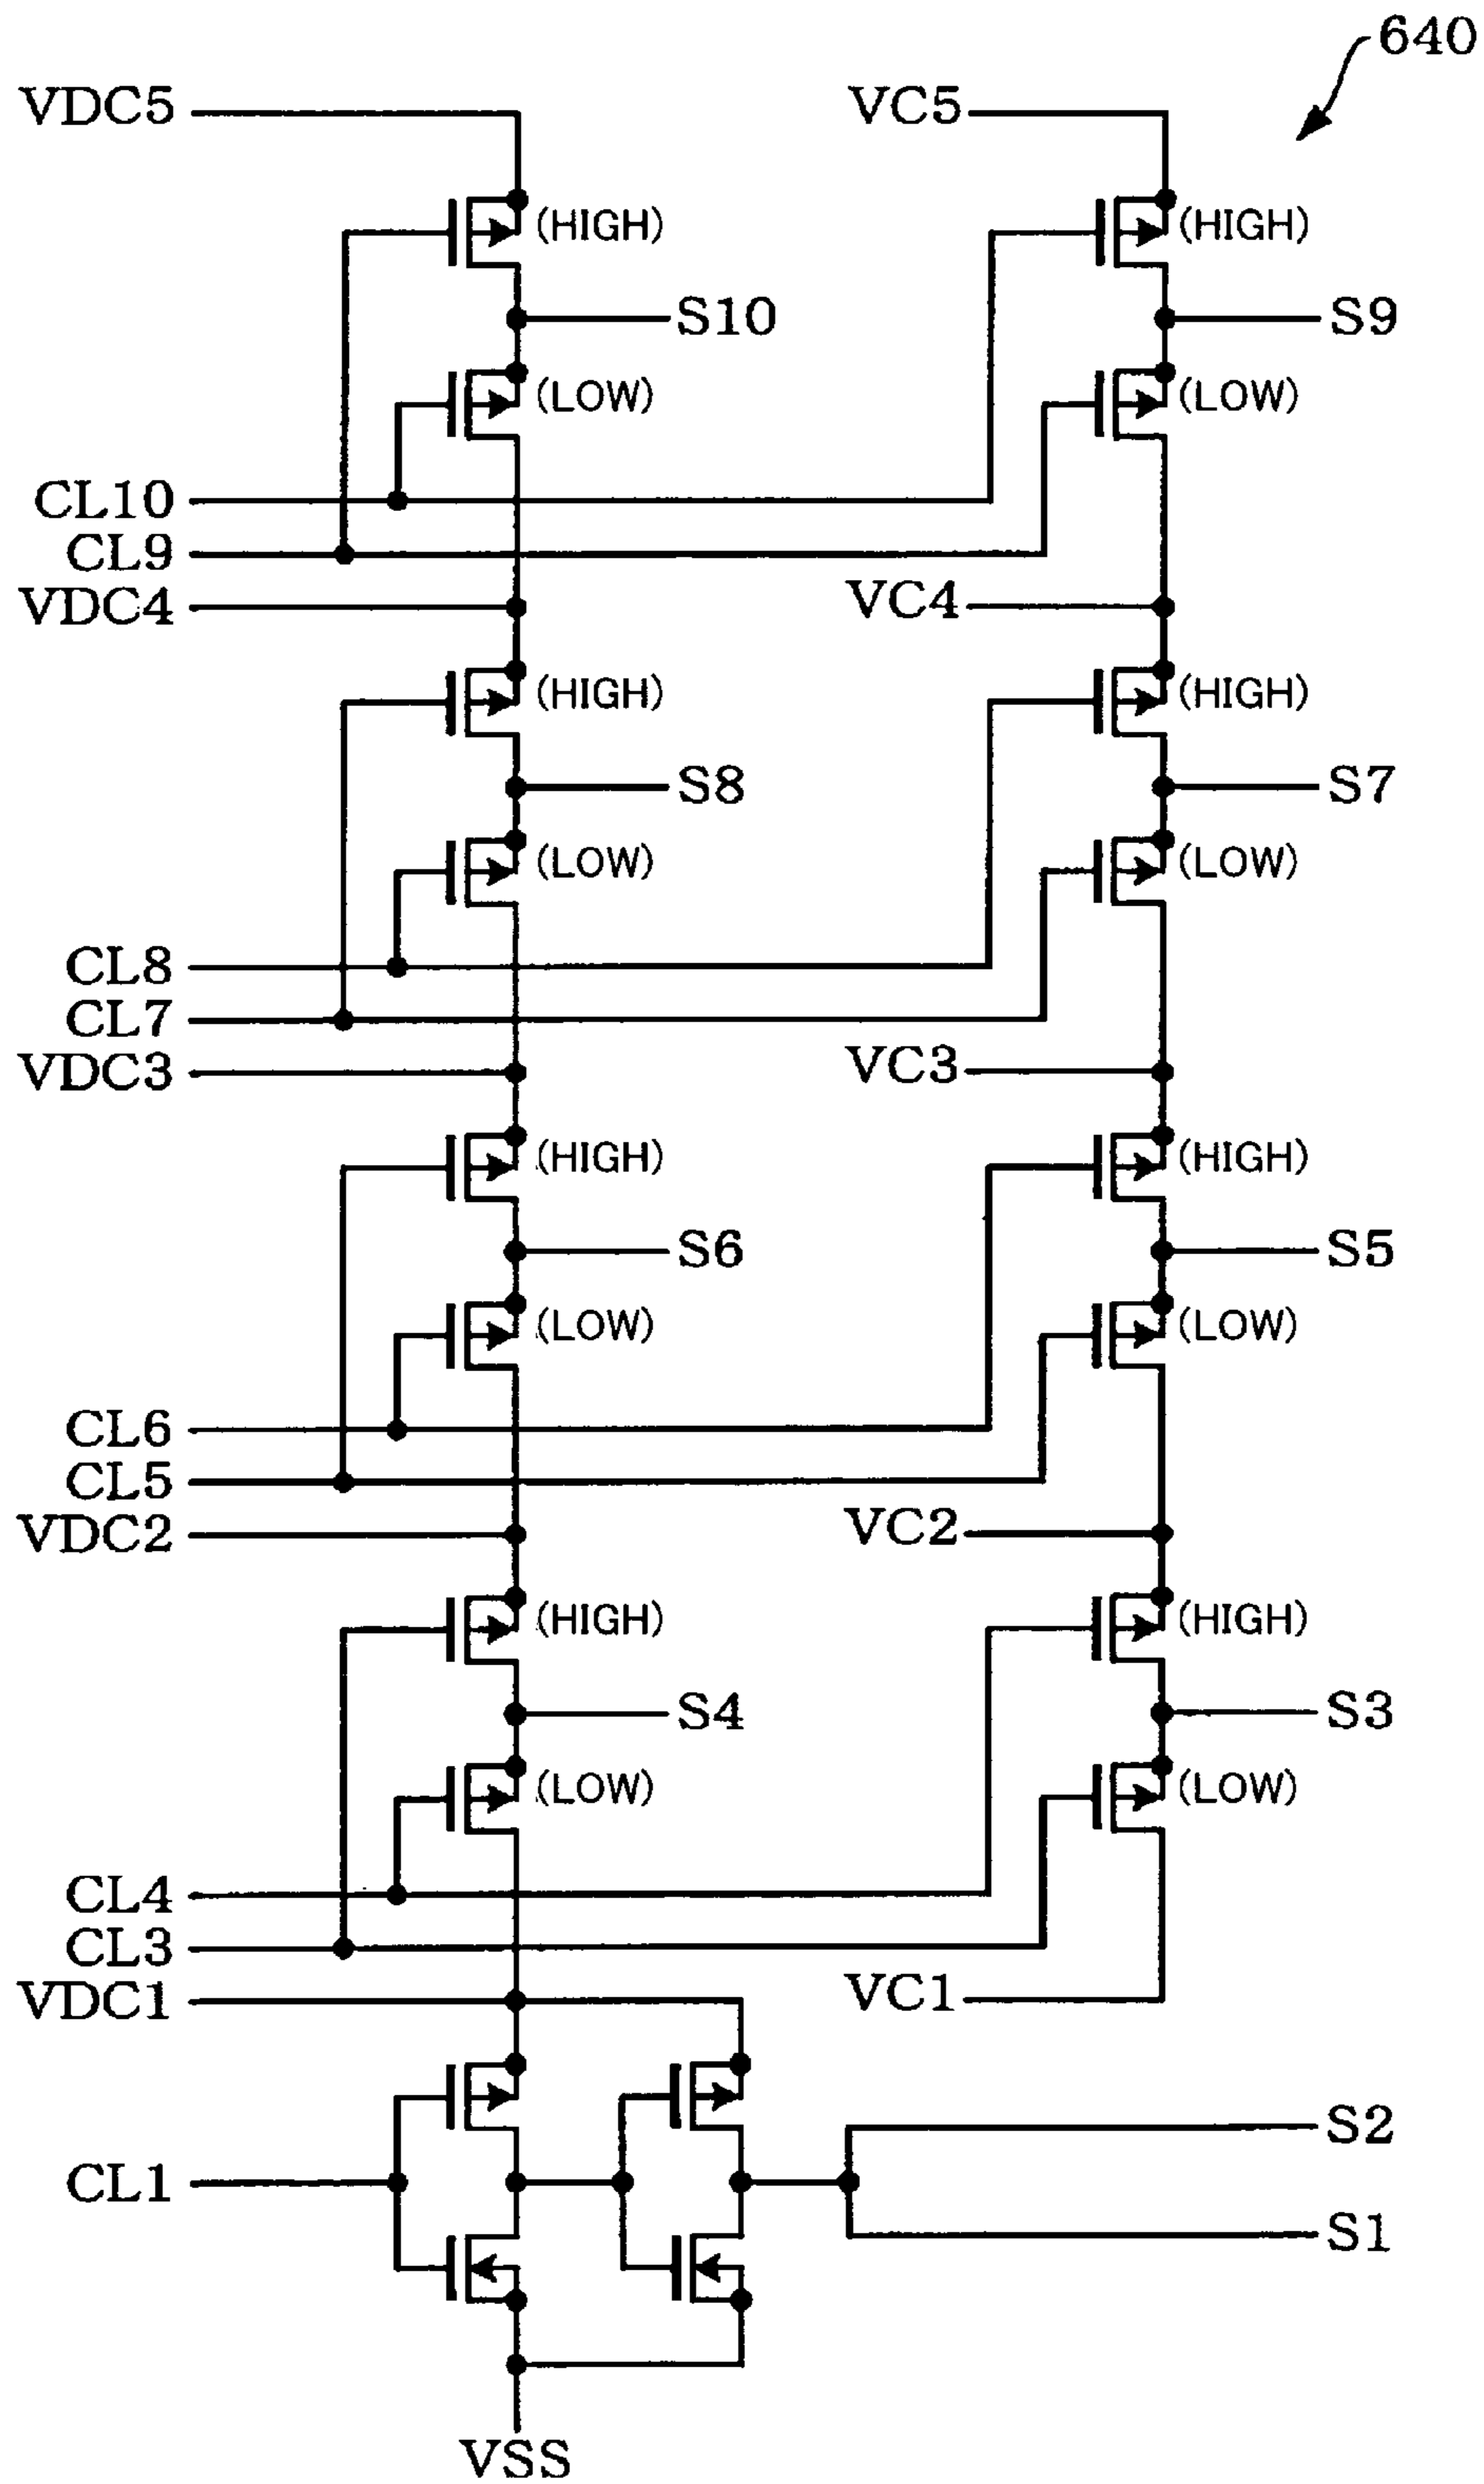 640
VDC5 VC5
(HIGH) (HIGH)
S10 S9
(LOW) (LOW)
CL10
CL9
VDC4 VC4
(HIGH) (HIGH)
S8 S7
(LOW) (LOW)
CL8
CL7
VDC3 VC3
(HIGH) (HIGH)
S6 S5
(LOW) (LOW)
CL6
CL5
VDC2 VC2
(HIGH) (HIGH)
S4 S3
(LOW) (LOW)
CL4
CL3
VDC1 VC1
S2
CL1
S1
VSS